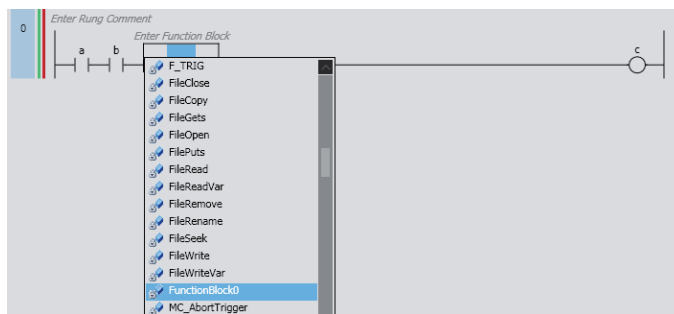 Enter Rung Comment
0
Enter Function Block
a b c
F_TRIG
FileClose
FileCopy
FileGets
FileOpen
FilePuts
FileRead
FileReadVar
FileRemove
FileRename
FileSeek
FileWrite
FileWriteVar
FunctionBlock0
MC_AbortTrigger